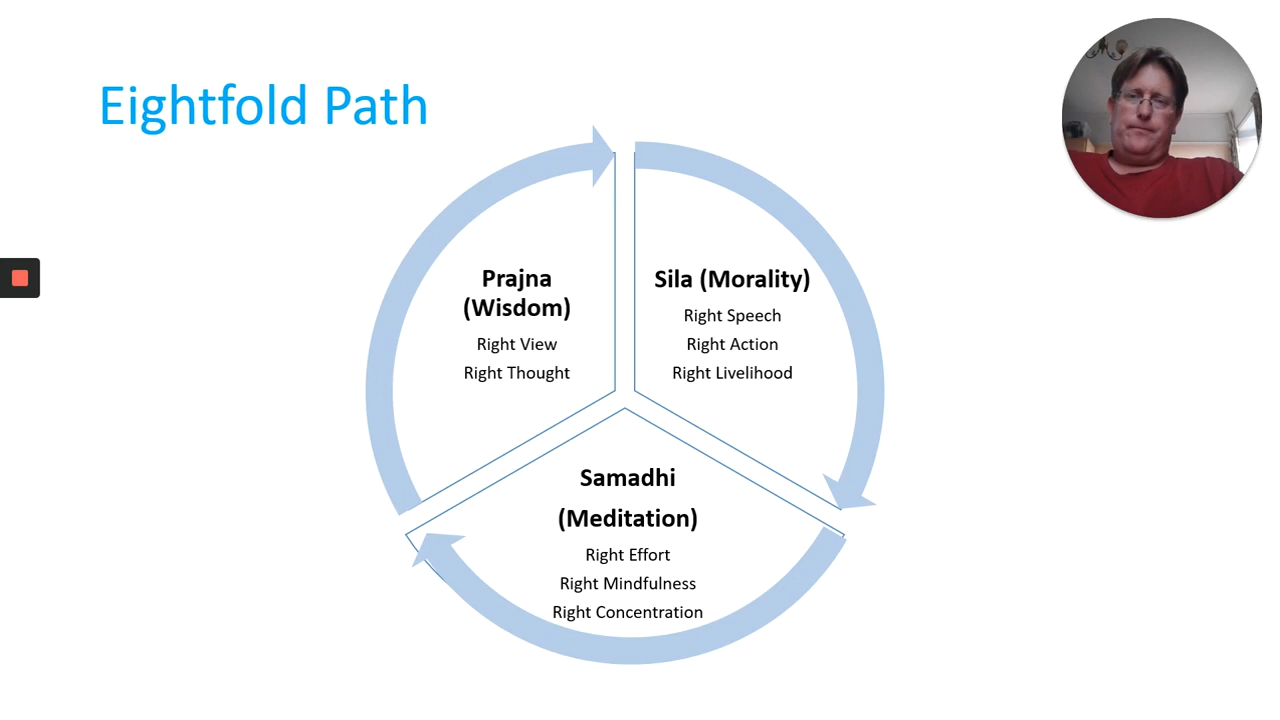 Eightfold Path
Prajna
(Wisdom)
Right View
Right Thought
Sila (Morality)
Right Speech
Right Action
Right Livelihood
Samadhi
(Meditation)
Right Effort
Right Mindfulness
Right Concentration